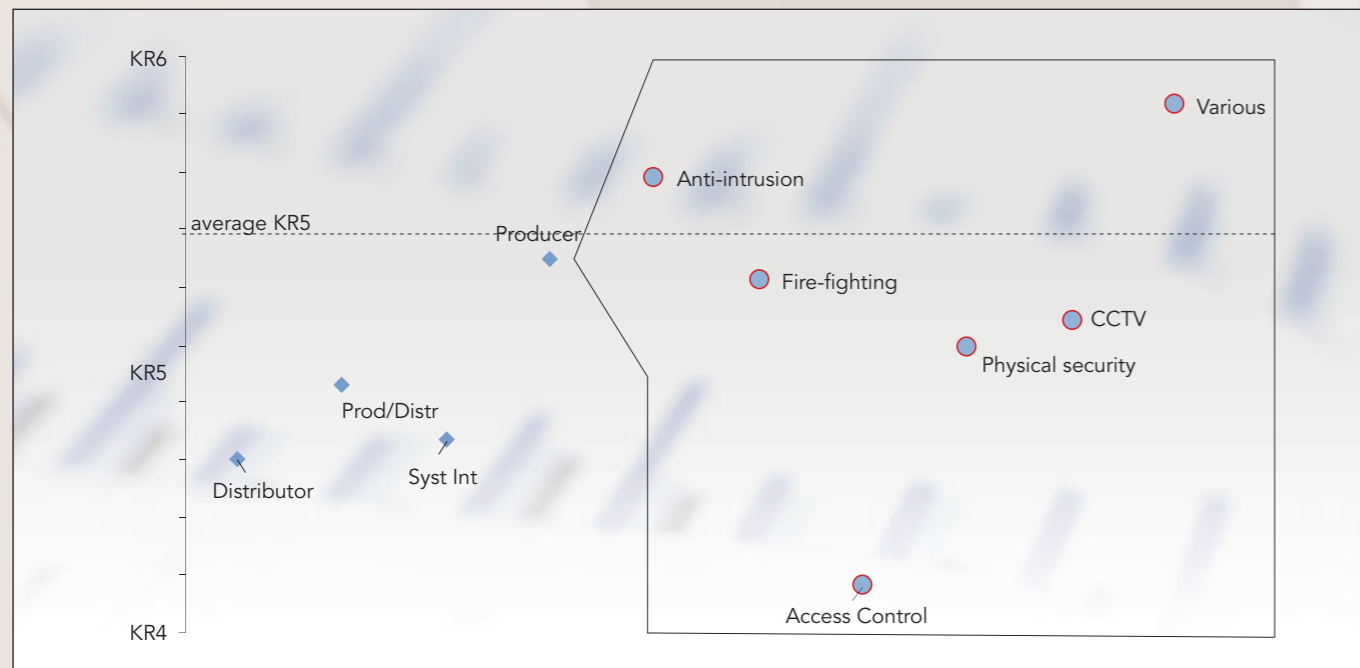 KR6
Various
Anti-intrusion
average KR5
Producer
Fire-fighting
CCTV
Physical security
KR5
Prod/Distr
Syst Int
Distributor
Access Control
KR4